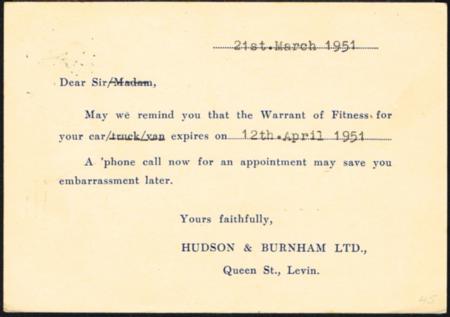 21st.March 1951
Dear Sir/Madam,
May we remind you that the Warrant of Fitness for
your car/truck/van expires on 12th.April 1951
A 'phone call now for an appointment may save you
embarrassment later.
Yours faithfully,
HUDSON & BURNHAM LTD.,
Queen St., Levin.
45